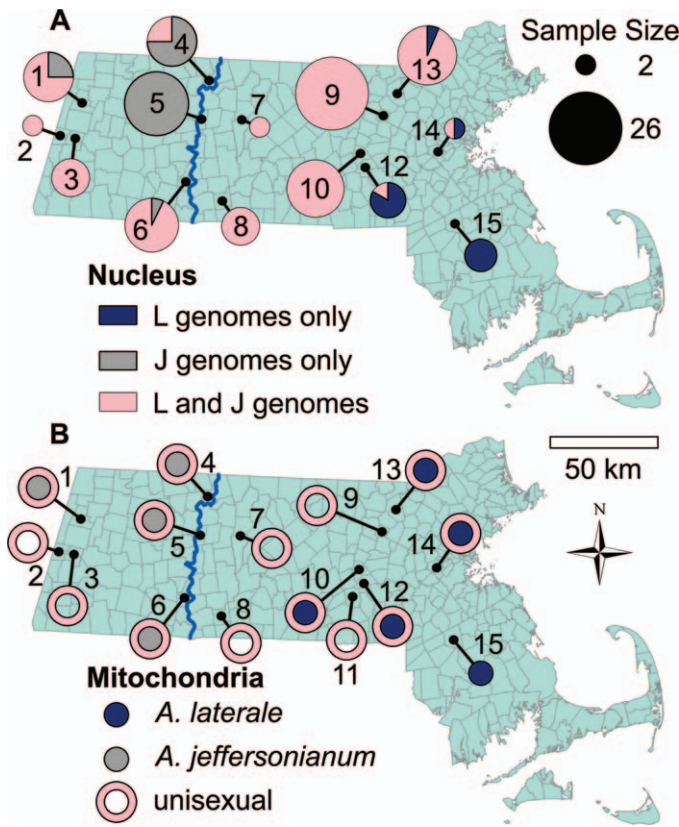 A
Sample Size
2
26
1
2
3
4
5
6
7
8
9
10
12
13
14
15
Nucleus
L genomes only
J genomes only
L and J genomes
B
50 km
N
1
2
3
4
5
6
7
8
9
10
11
12
13
14
15
Mitochondria
A. laterale
A. jeffersonianum
unisexual